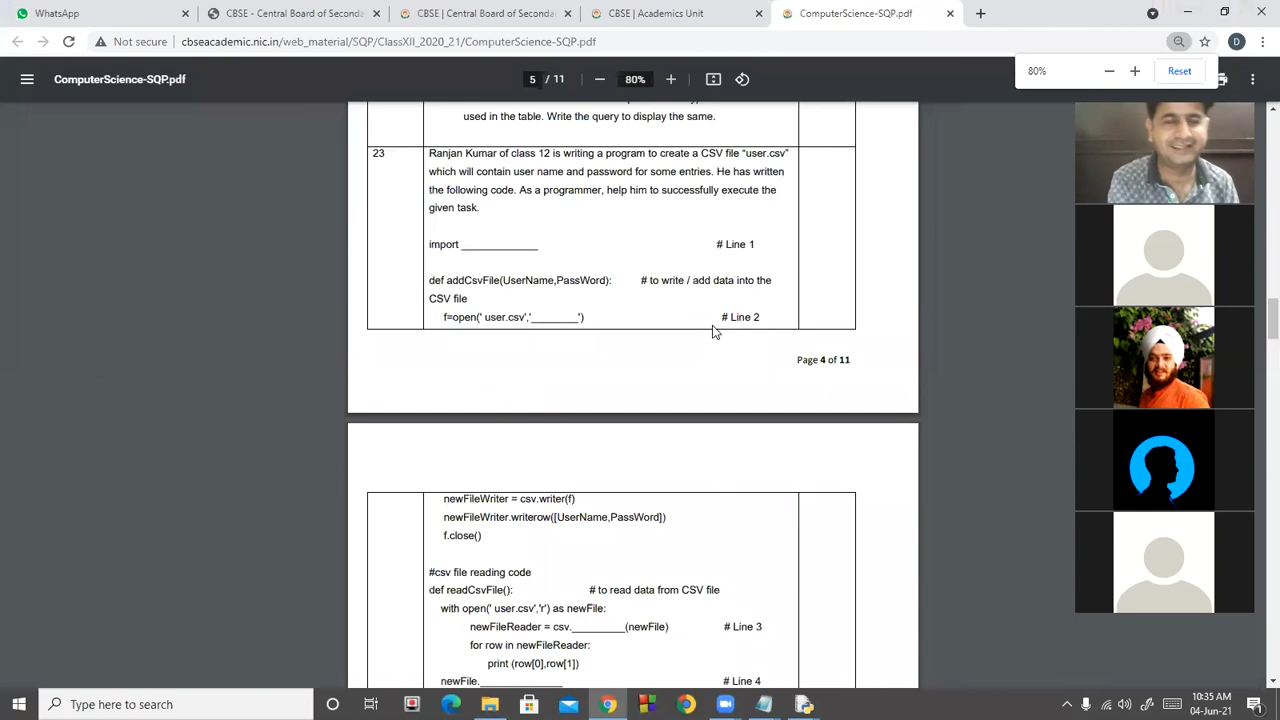 WhatsApp
CBSE - Central Board of Seconda
CBSE | Central Board of Seconda
CBSE | Academics Unit
ComputerScience-SQP.pdf
Not secure | cbseacademic.nic.in/web_material/SQP/ClassXII_2020_21/ComputerScience-SQP.pdf
D
ComputerScience-SQP.pdf
5 / 11
80%
80%
Reset
used in the table. Write the query to display the same.
23
Ranjan Kumar of class 12 is writing a program to create a CSV file “user.csv”
which will contain user name and password for some entries. He has written
the following code. As a programmer, help him to successfully execute the
given task.
import _____________ # Line 1
def addCsvFile(UserName,PassWord): # to write / add data into the
CSV file
f=open(' user.csv','________') # Line 2
Page 4 of 11
newFileWriter = csv.writer(f)
newFileWriter.writerow([UserName,PassWord])
f.close()
#csv file reading code
def readCsvFile(): # to read data from CSV file
with open(' user.csv','r') as newFile:
newFileReader = csv._________(newFile) # Line 3
for row in newFileReader:
print (row[0],row[1])
newFile.______________ # Line 4
Type here to search
10:35 AM
04-Jun-21